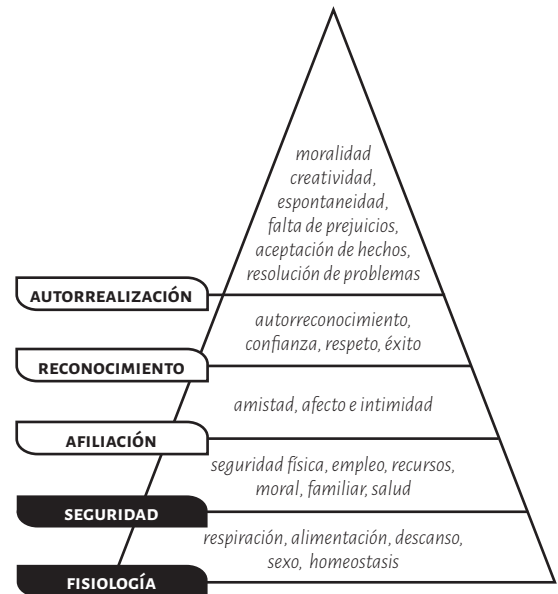 moralidad
creatividad,
espontaneidad,
falta de prejuicios,
aceptación de hechos,
resolución de problemas
AUTORREALIZACIÓN
autorreconocimiento,
confianza, respeto, éxito
RECONOCIMIENTO
amistad, afecto e intimidad
AFILIACIÓN
seguridad física, empleo, recursos,
moral, familiar, salud
SEGURIDAD
respiración, alimentación, descanso,
sexo, homeostasis
FISIOLOGÍA